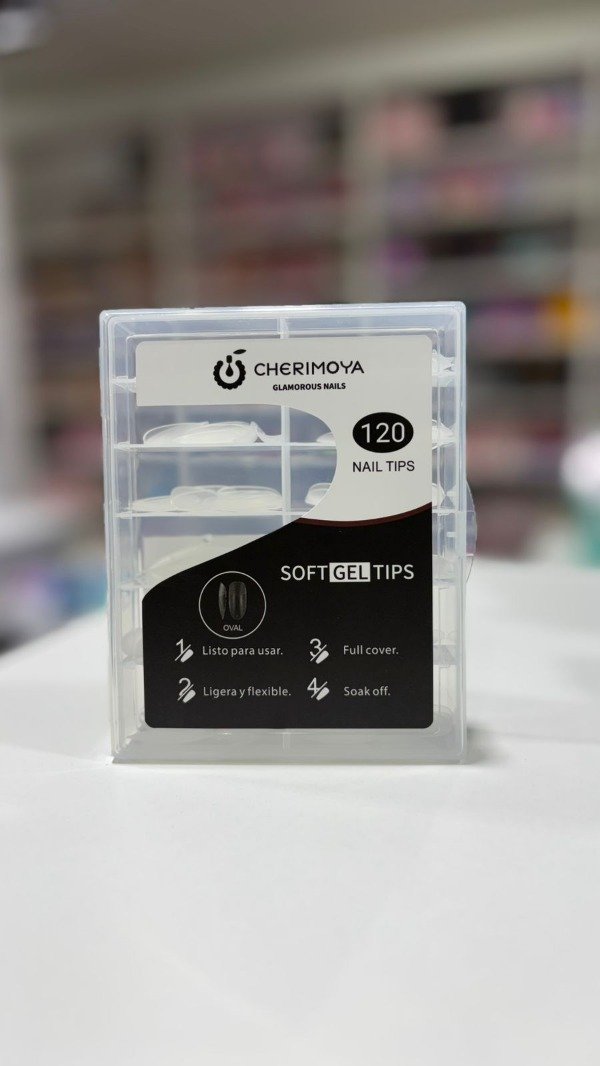 CHERIMOYA
GLAMOROUS NAILS
120
NAIL TIPS
SOFT GEL TIPS
OVAL
1 Listo para usar.
2 Ligera y flexible.
3 Full cover.
4 Soak off.